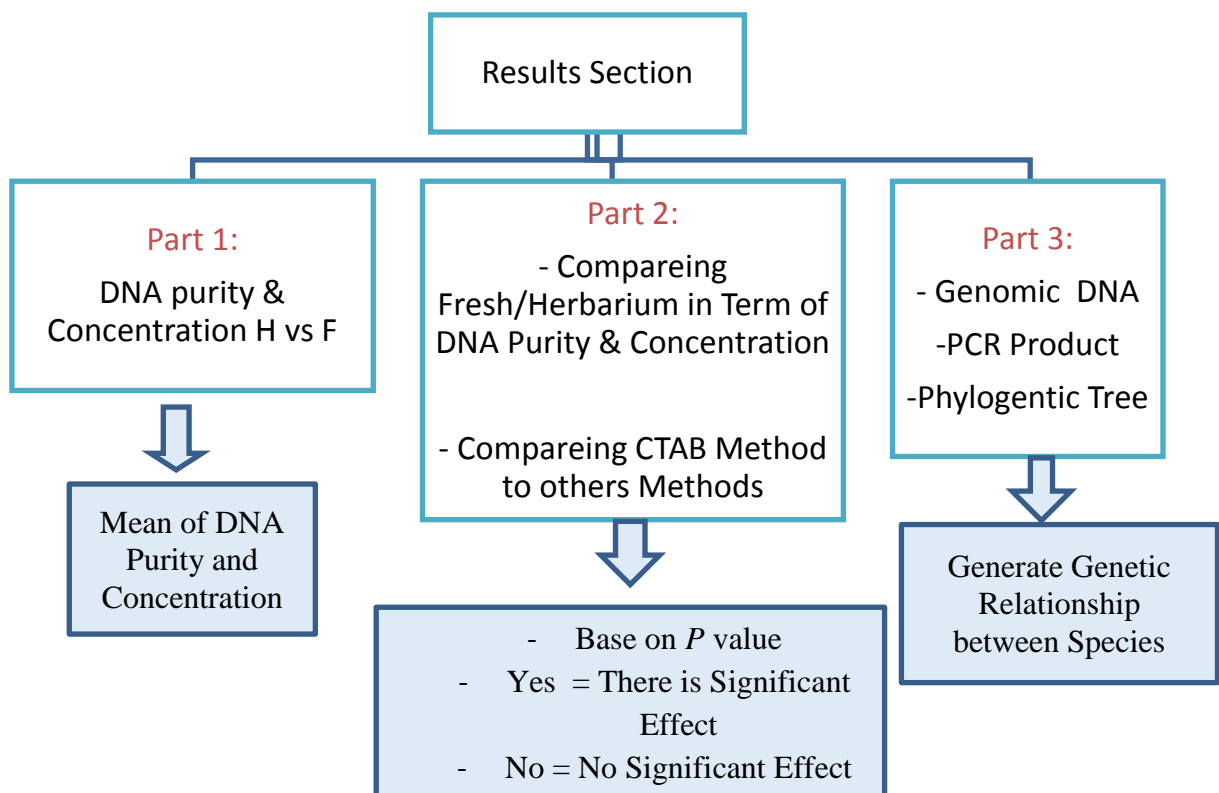 Results Section
Part 1:
DNA purity &
Concentration H vs F
Mean of DNA
Purity and
Concentration
Part 2:
- Compareing
Fresh/Herbarium in Term of
DNA Purity & Concentration
- Compareing CTAB Method
to others Methods
- Base on P value
- Yes = There is Significant
Effect
- No = No Significant Effect
Part 3:
- Genomic DNA
-PCR Product
-Phylogentic Tree
Generate Genetic
Relationship
between Species